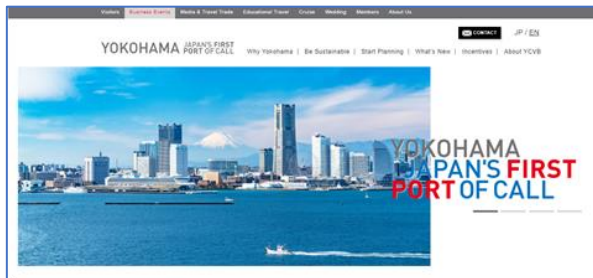 Visitors Business Events Media & Travel Trade Educational Travel Cruise Wedding Members About Us
CONTACT JP / EN
YOKOHAMA JAPAN'S FIRST
PORT OF CALL
Why Yokohama | Be Sustainable | Start Planning | What's New | Incentives | About YCVB
YOKOHAMA
JAPAN'S FIRST
PORT OF CALL